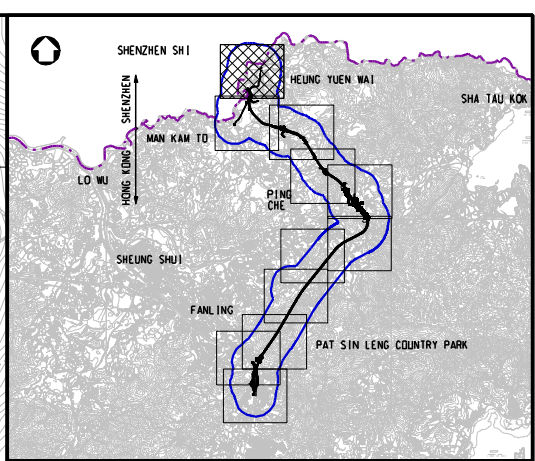 SHENZHEN SHI
HEUNG YUEN WAI
SHA TAU KOK
HONG KONG SHENZHEN
MAN KAM TO
LO WU
PING
CHE
SHEUNG SHUI
FANLING
PAT SIN LENG COUNTRY PARK